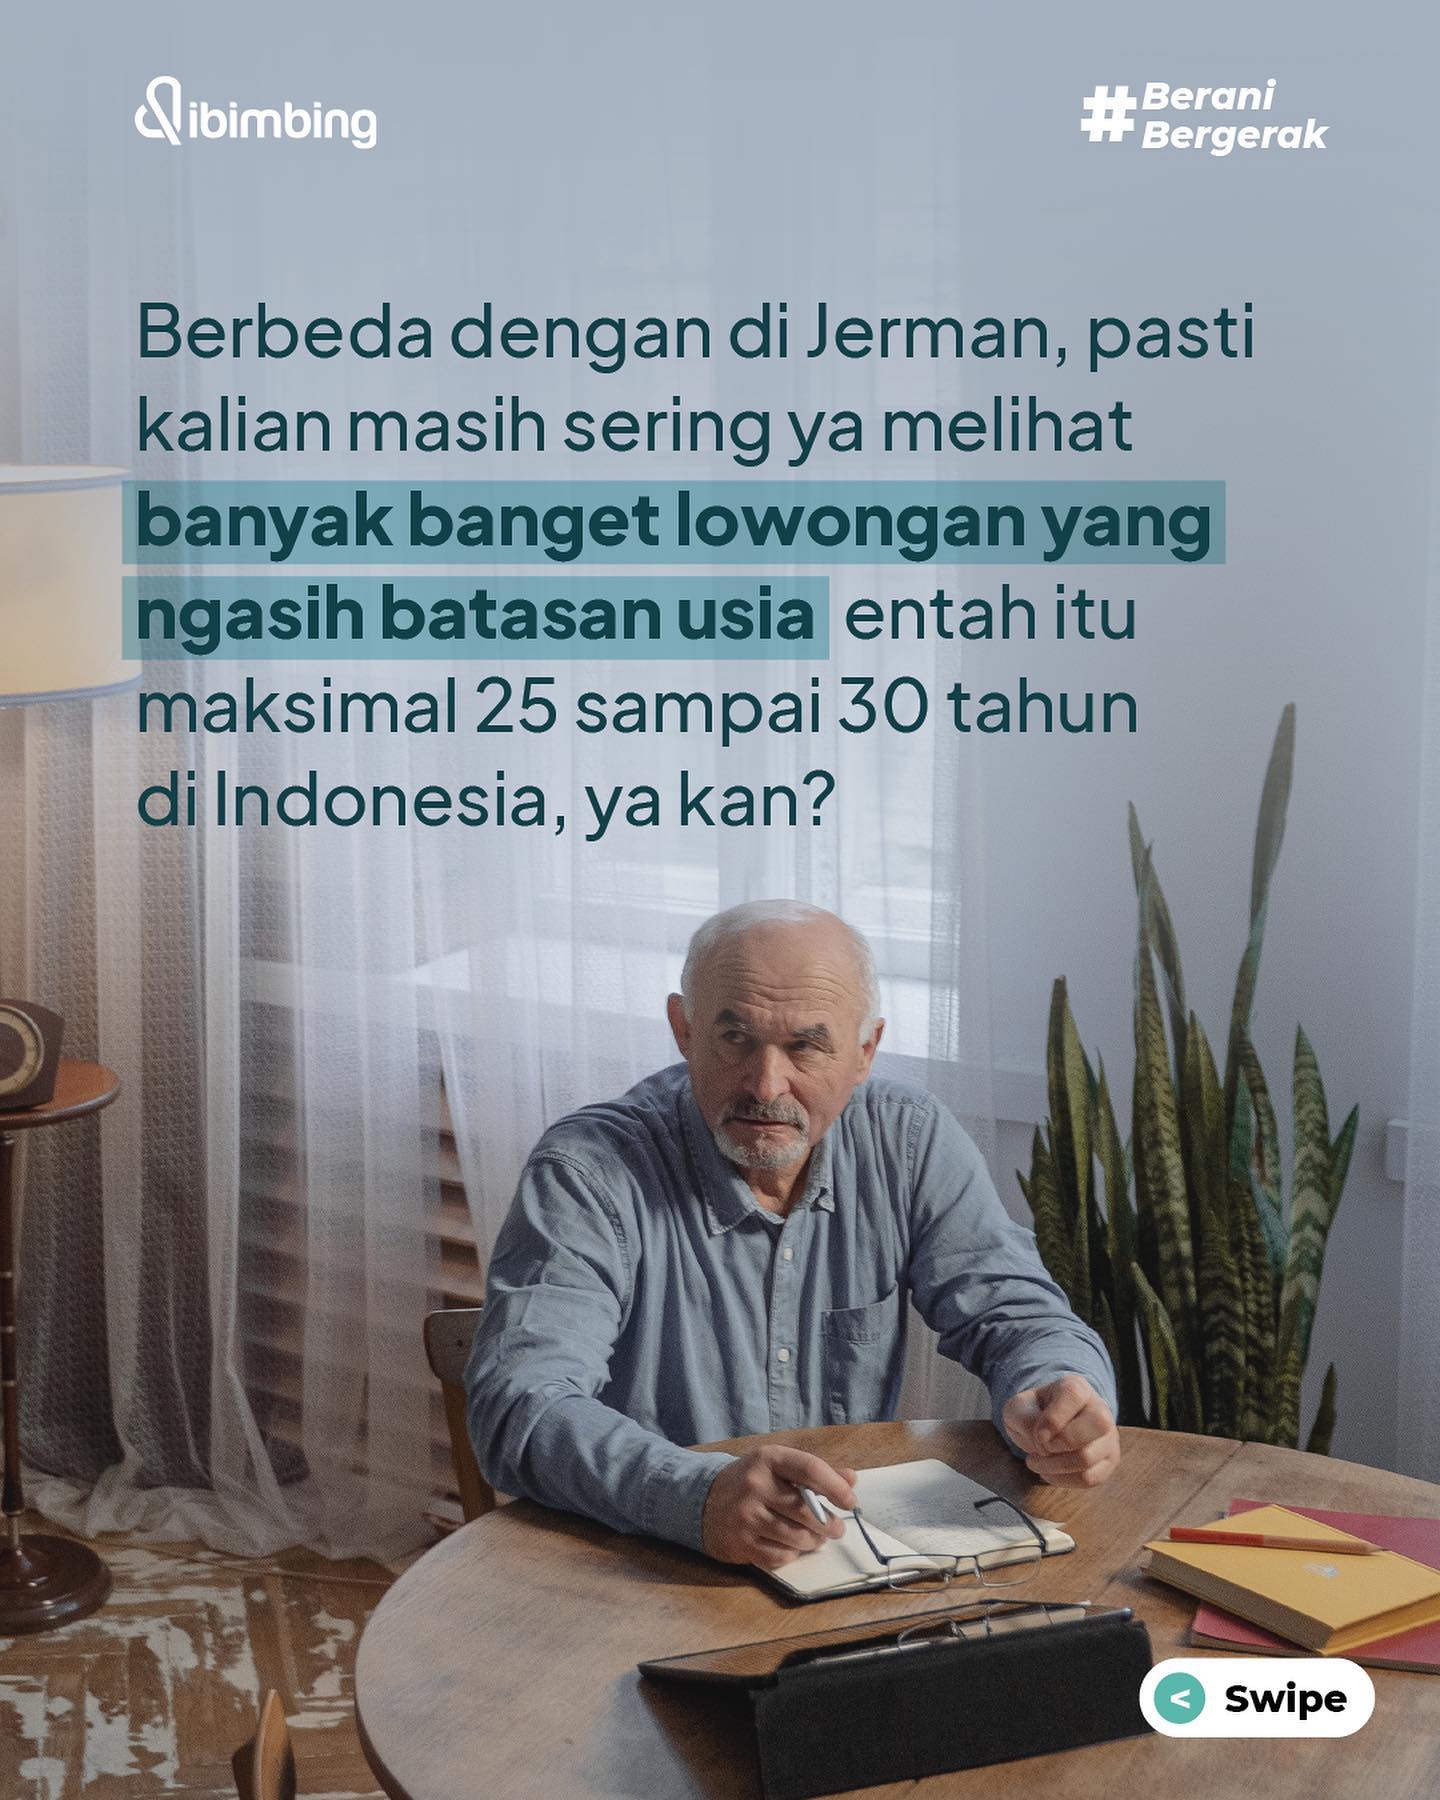 dibimbing
#Berani
Bergerak
Berbeda dengan di Jerman, pasti
kalian masih sering ya melihat
banyak banget lowongan yang
ngasih batasan usia entah itu
maksimal 25 sampai 30 tahun
di Indonesia, ya kan?
< Swipe